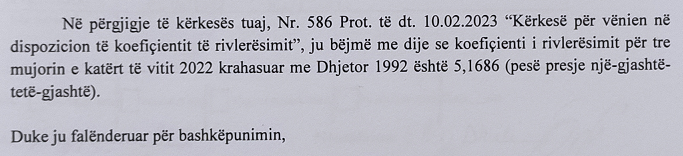 Në përgjigje të kërkesës tuaj, Nr. 586 Prot. të dt. 10.02.2023 “Kërkesë për vënien në
dispozicion të koefiçientit të rivlerësimit”, ju bëjmë me dije se koefiçienti i rivlerësimit për tre
mujorin e katërt të vitit 2022 krahasuar me Dhjetor 1992 është 5,1686 (pesë presje një-gjashtë-
tetë-gjashtë).
Duke ju falënderuar për bashkëpunimin,